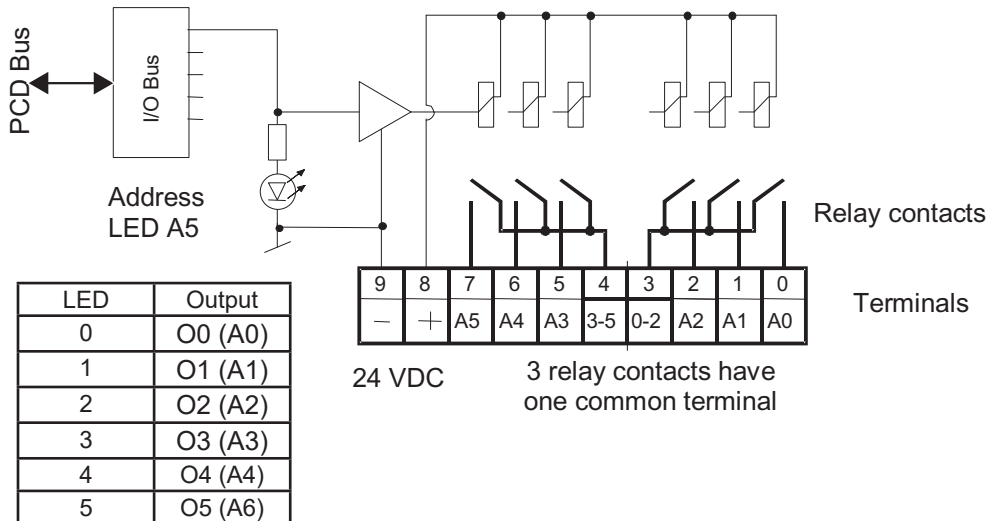 PCD Bus
I/O Bus
Address
LED A5
Relay contacts
9 8 7 6 5 4 3 2 1 0
− + A5 A4 A3 3-5 0-2 A2 A1 A0
Terminals
24 VDC
3 relay contacts have
one common terminal
LED Output
0 O0 (A0)
1 O1 (A1)
2 O2 (A2)
3 O3 (A3)
4 O4 (A4)
5 O5 (A6)